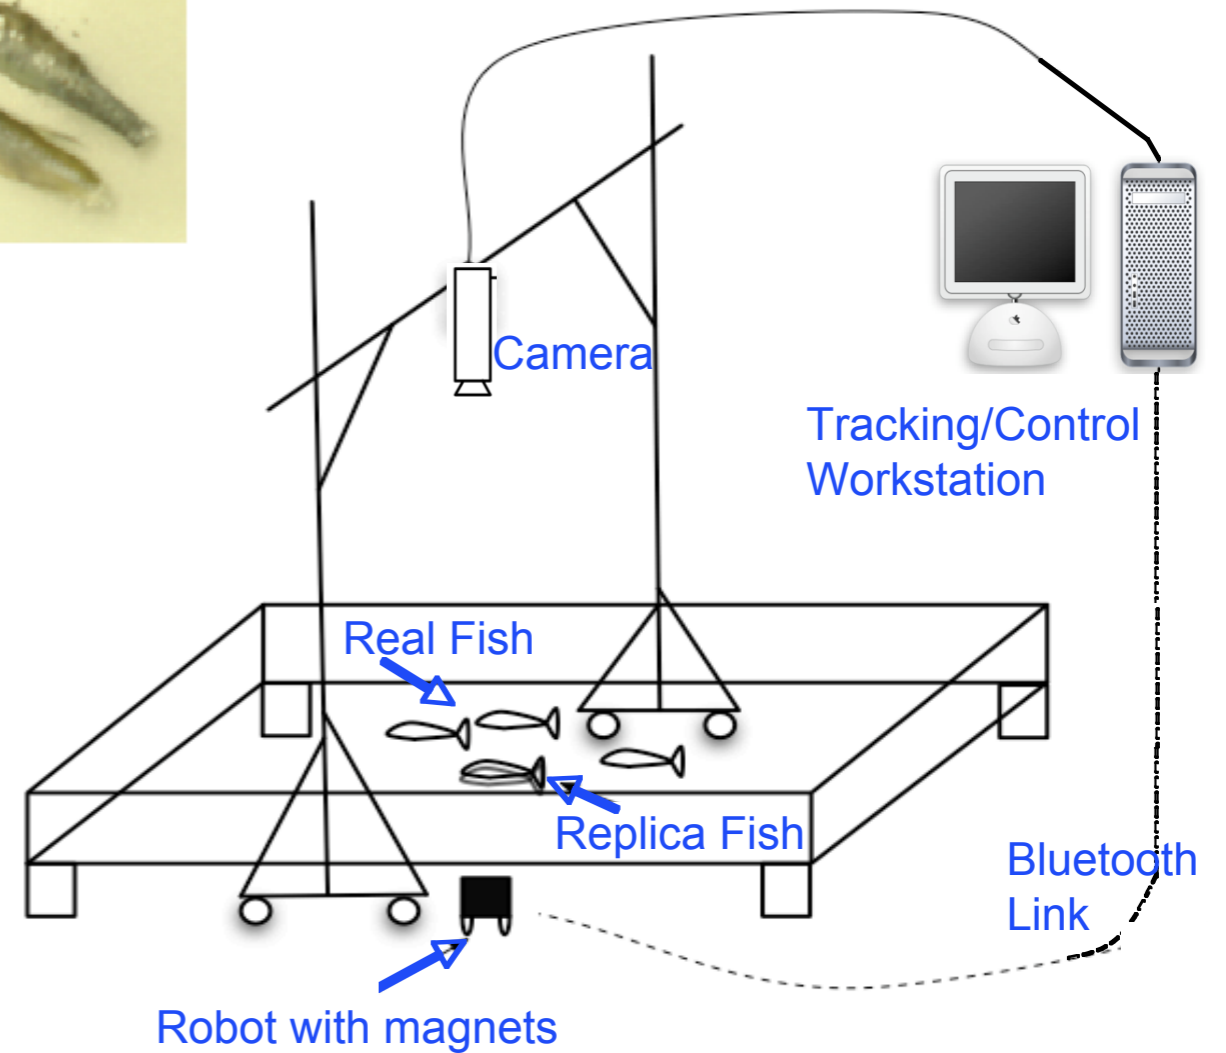 Camera
Tracking/Control
Workstation
Real Fish
Replica Fish
Bluetooth
Link
Robot with magnets